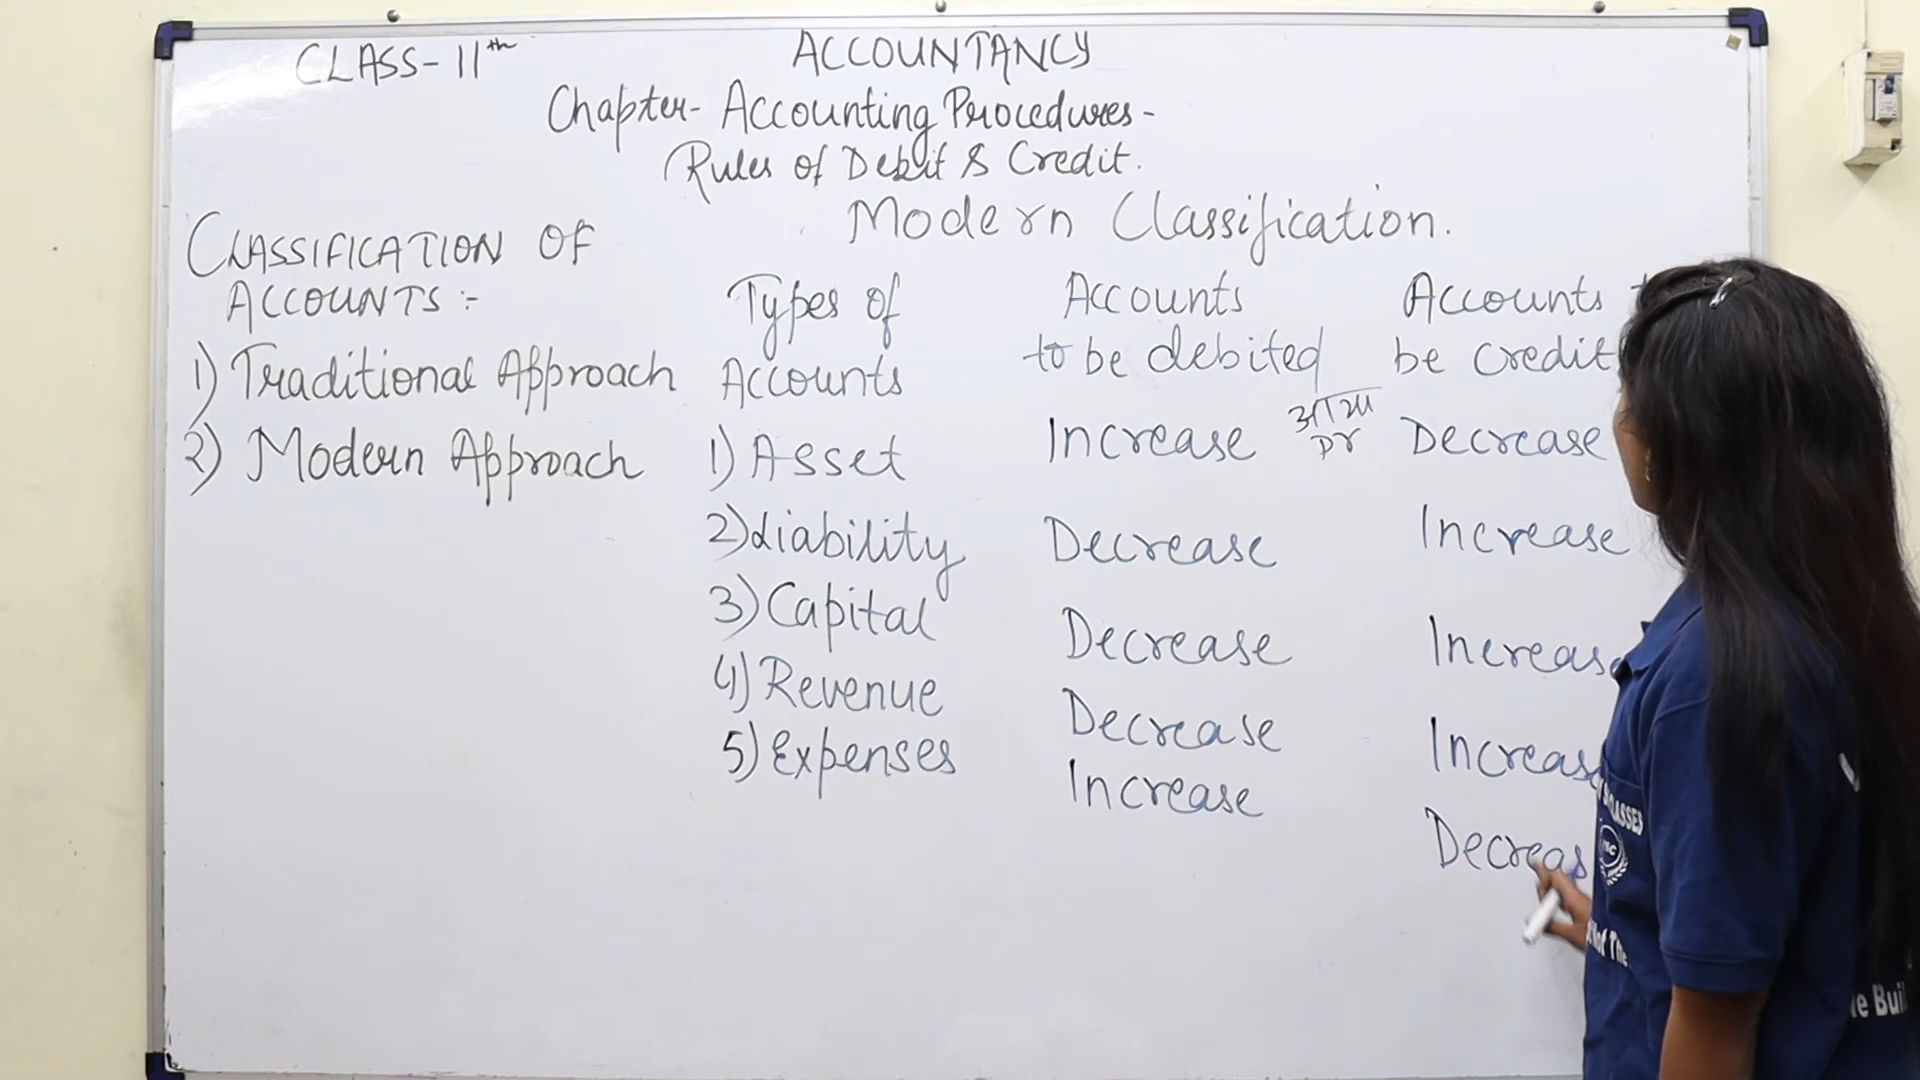 CLASS-11th
ACCOUNTANCY
Chapter- Accounting Procedures-
Rules of Debit & Credit.
CLASSIFICATION OF
ACCOUNTS :-
1) Traditional Approach
2) Modern Approach
Modern Classification.
Types of
Accounts
Accounts
to be debited
Accounts
be credit
1) Asset
Increase
Dr
Decrease
2) Liability
Decrease
Increase
3) Capital
Decrease
Increase
4) Revenue
Decrease
Increase
5) Expenses
Increase
Decreas